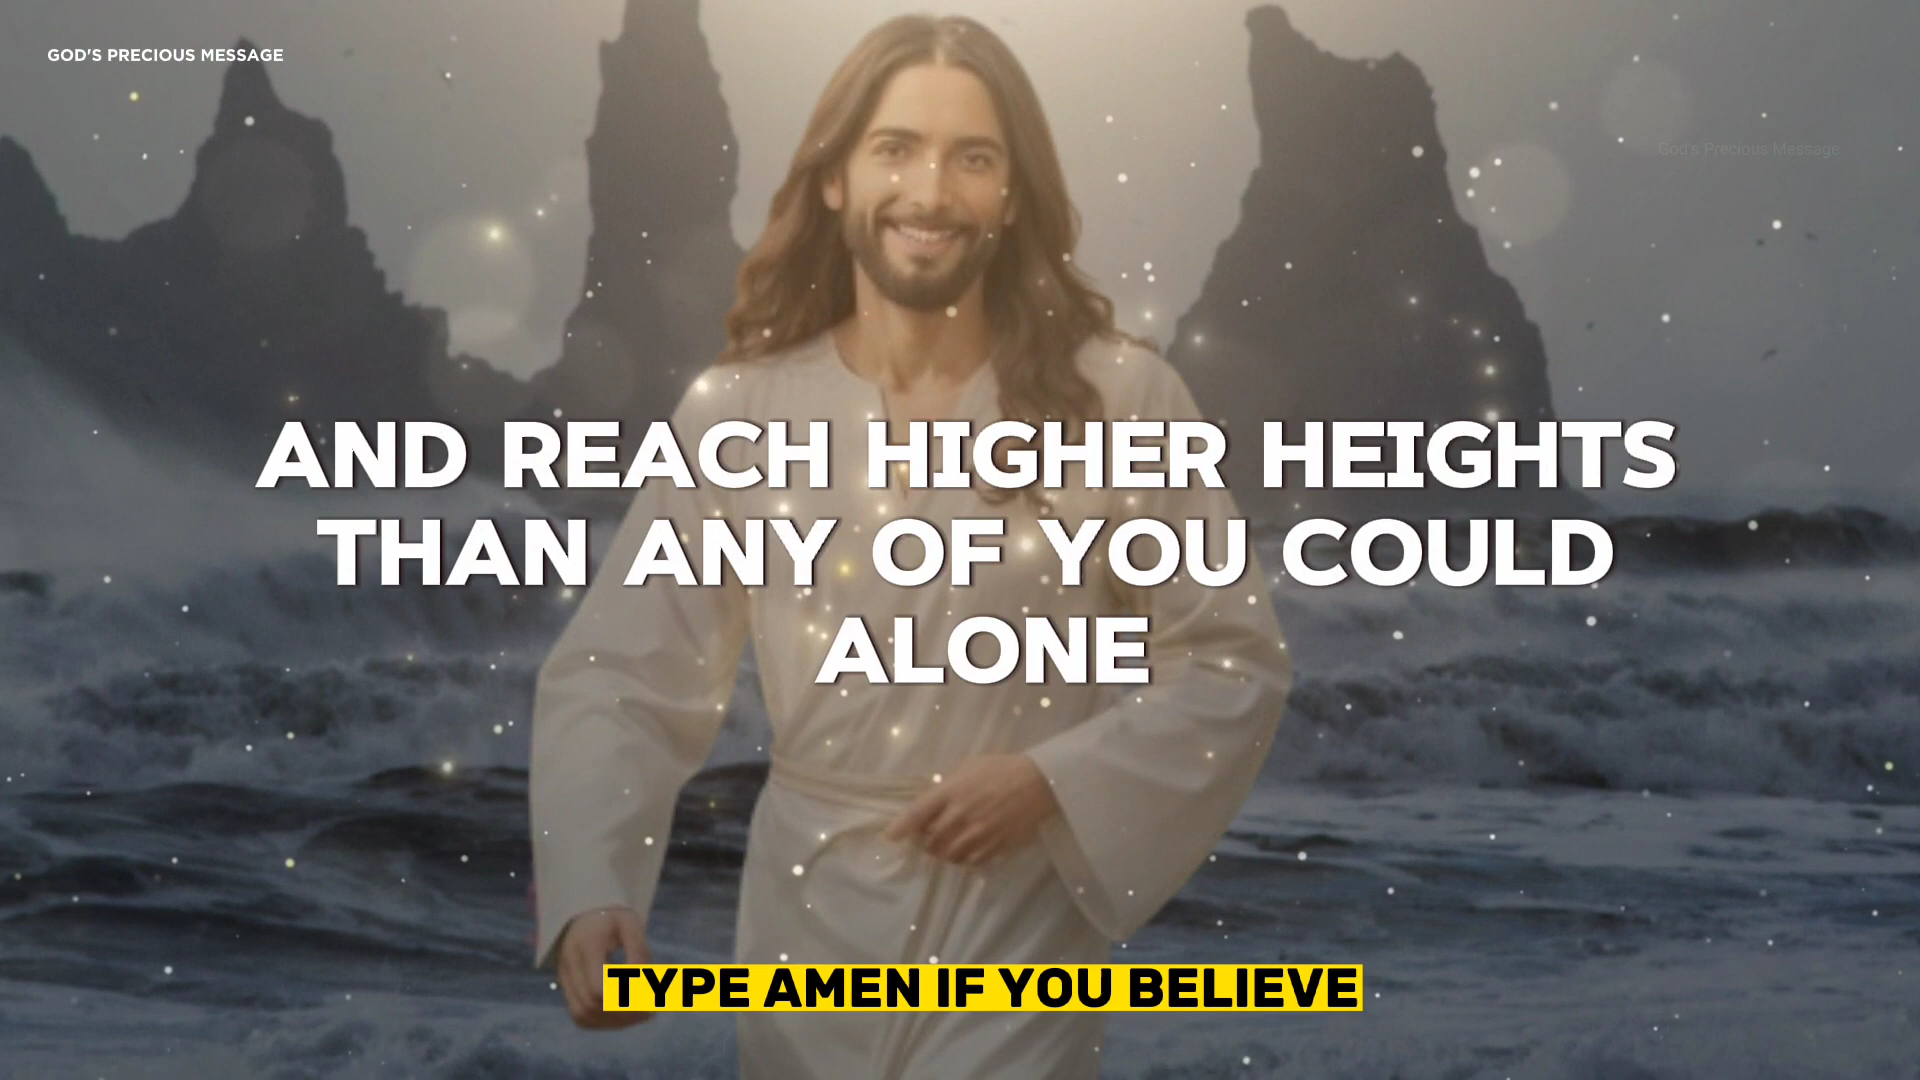 GOD'S PRECIOUS MESSAGE
God's Precious Message
AND REACH HIGHER HEIGHTS
THAN ANY OF YOU COULD
ALONE
TYPE AMEN IF YOU BELIEVE